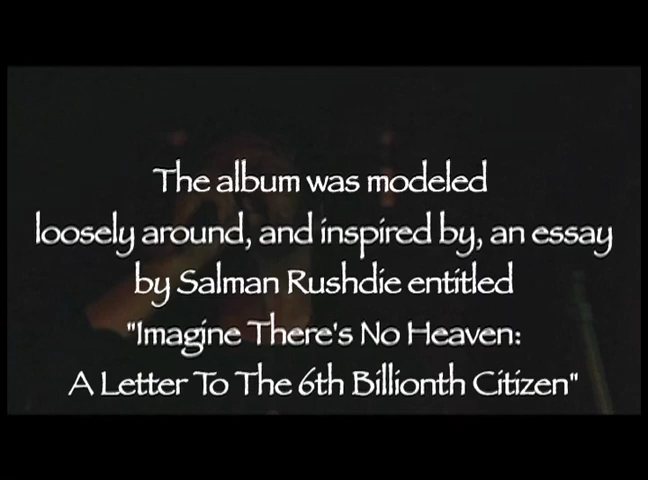 The album was modeled
loosely around, and inspired by, an essay
by Salman Rushdie entitled
"Imagine There's No Heaven:
A Letter To The 6th Billionth Citizen"